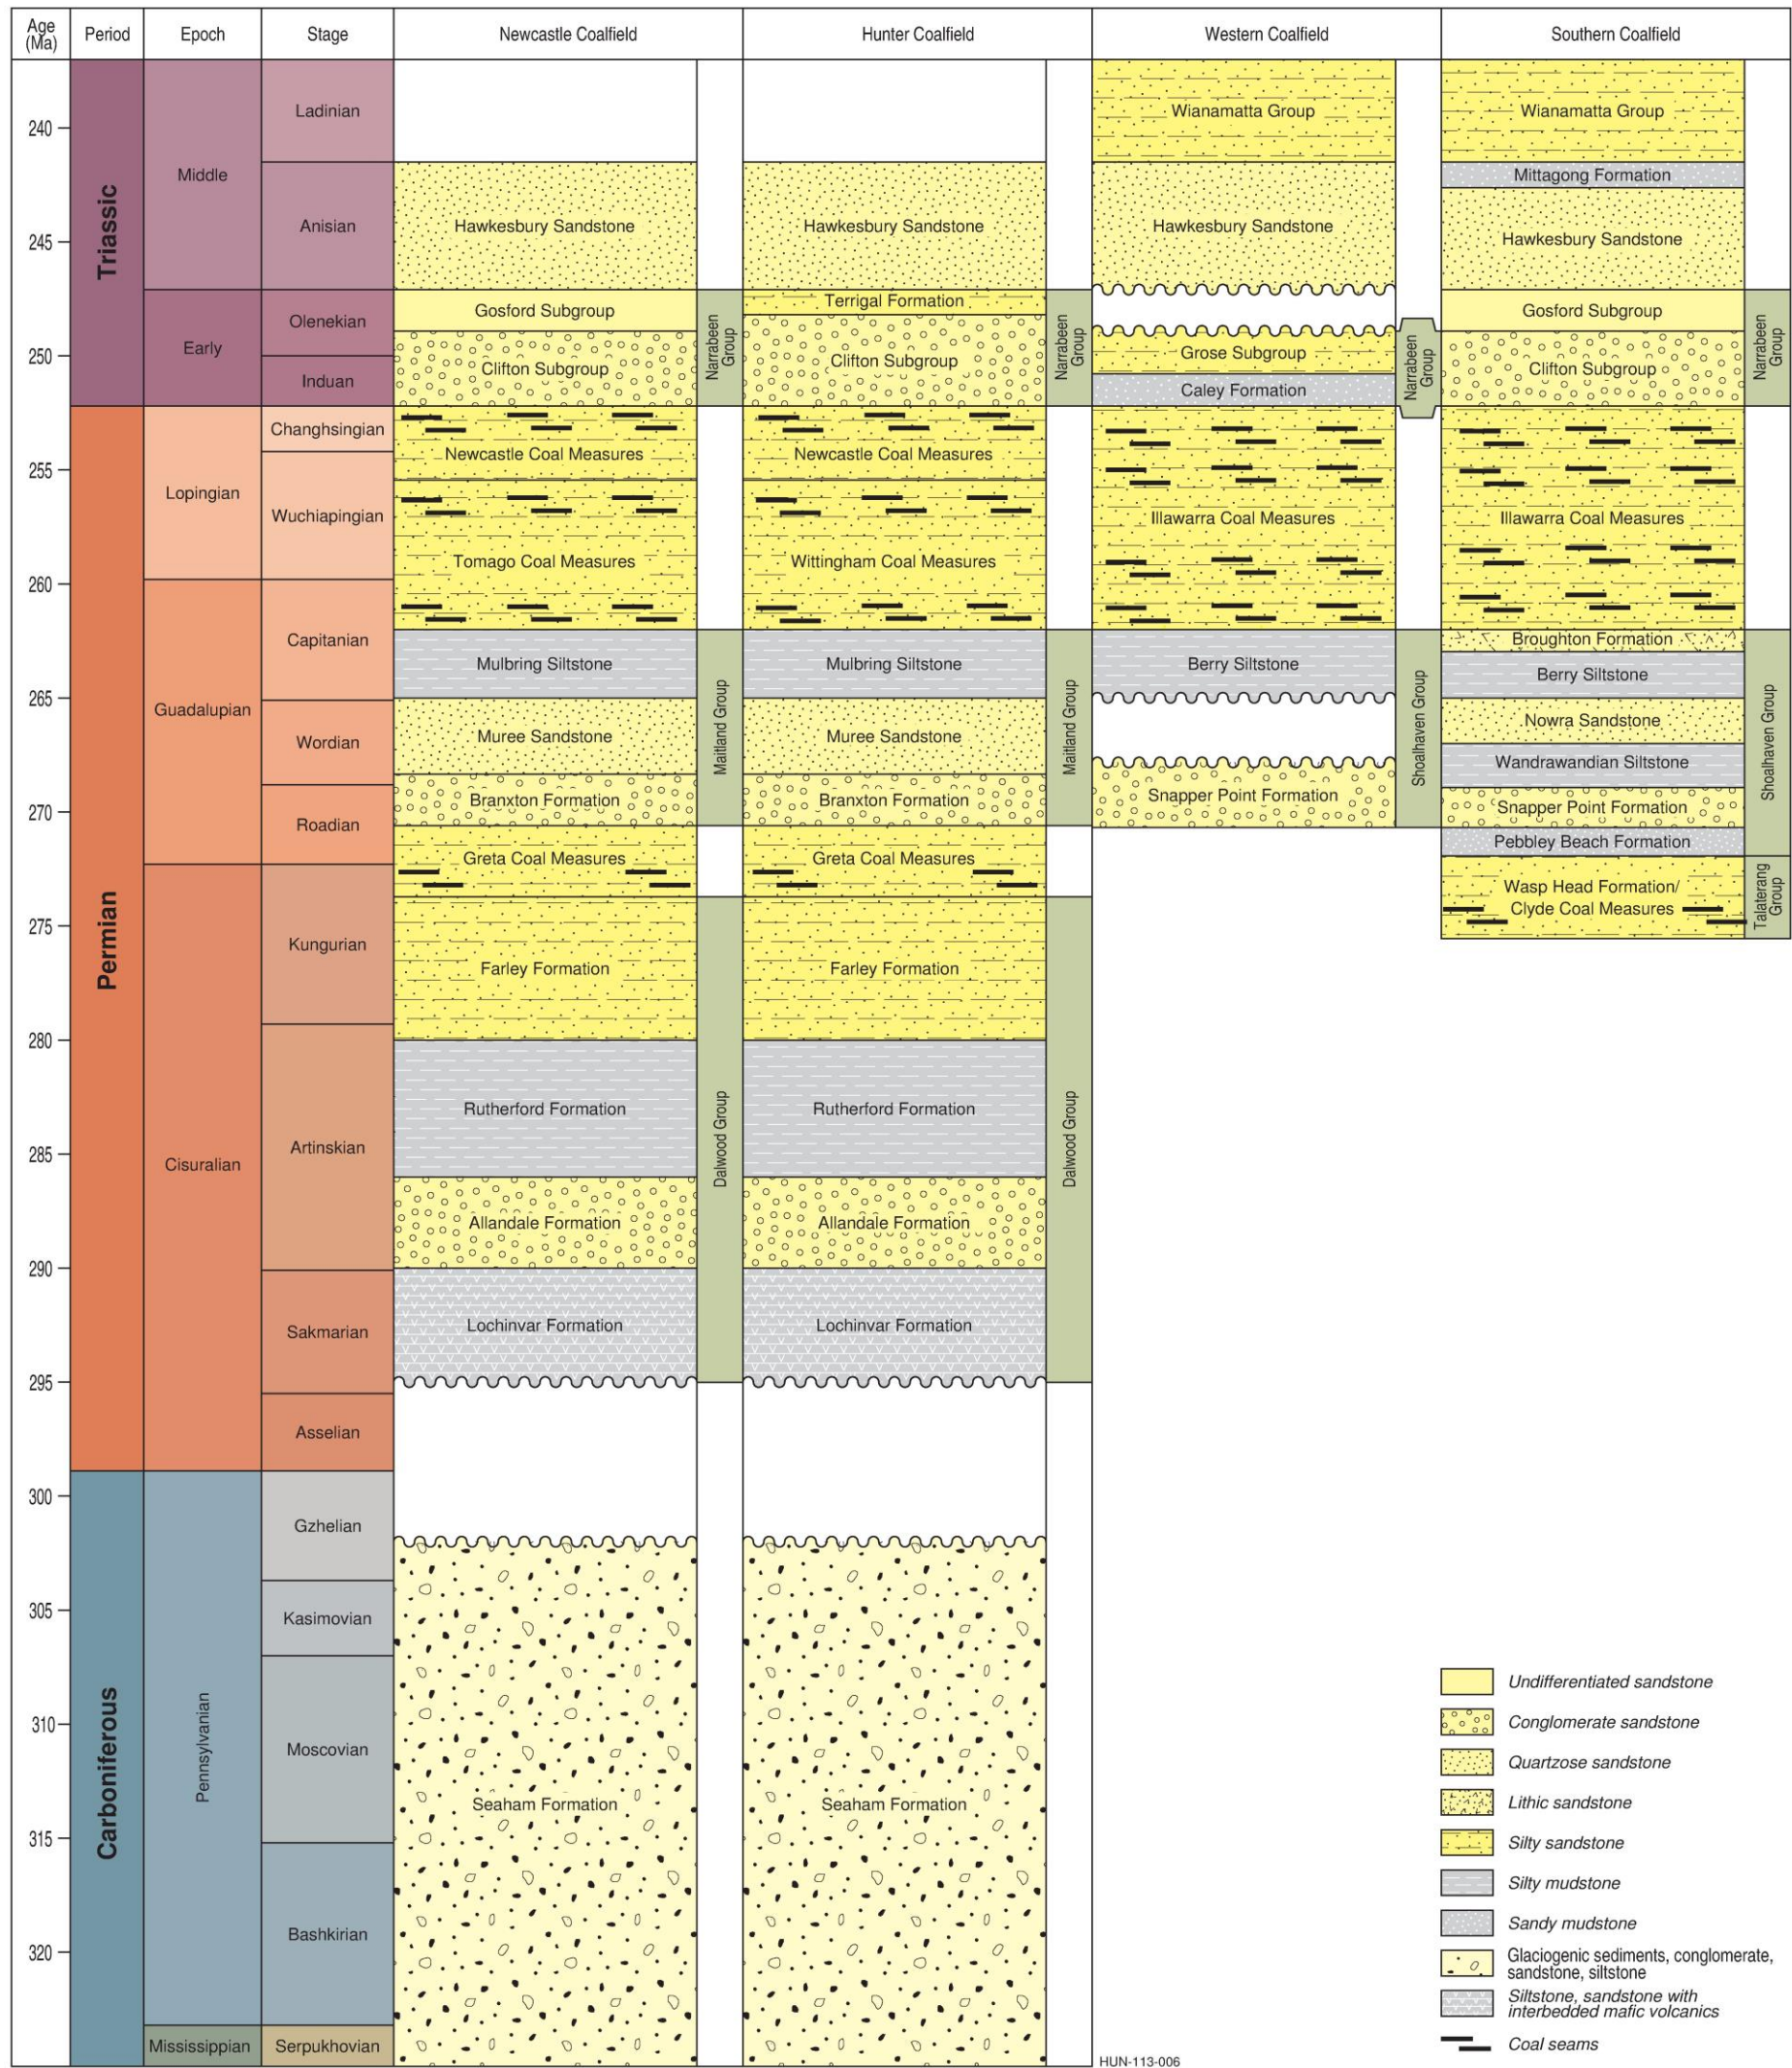 Age
(Ma)
Period
Epoch
Stage
Newcastle Coalfield
Hunter Coalfield
Western Coalfield
Southern Coalfield
240
245
250
255
260
265
270
275
280
285
290
295
300
305
310
315
320
Triassic
Permian
Carboniferous
Middle
Early
Lopingian
Guadalupian
Cisuralian
Pennsylvanian
Mississippian
Ladinian
Anisian
Olenekian
Induan
Changhsingian
Wuchiapingian
Capitanian
Wordian
Roadian
Kungurian
Artinskian
Sakmarian
Asselian
Gzhelian
Kasimovian
Moscovian
Bashkirian
Serpukhovian
Hawkesbury Sandstone
Gosford Subgroup
Clifton Subgroup
Newcastle Coal Measures
Tomago Coal Measures
Mulbring Siltstone
Muree Sandstone
Branxton Formation
Greta Coal Measures
Farley Formation
Rutherford Formation
Allandale Formation
Lochinvar Formation
Seaham Formation
Narrabeen
Group
Maitland Group
Dalwood Group
Hawkesbury Sandstone
Terrigal Formation
Clifton Subgroup
Newcastle Coal Measures
Wittingham Coal Measures
Mulbring Siltstone
Muree Sandstone
Branxton Formation
Greta Coal Measures
Farley Formation
Rutherford Formation
Allandale Formation
Lochinvar Formation
Seaham Formation
Narrabeen
Group
Maitland Group
Dalwood Group
Wianamatta Group
Hawkesbury Sandstone
Grose Subgroup
Caley Formation
Illawarra Coal Measures
Berry Siltstone
Snapper Point Formation
Narrabeen
Group
Shoalhaven Group
Wianamatta Group
Mittagong Formation
Hawkesbury Sandstone
Gosford Subgroup
Clifton Subgroup
Illawarra Coal Measures
Broughton Formation
Berry Siltstone
Nowra Sandstone
Wandrawandian Siltstone
Snapper Point Formation
Pebbley Beach Formation
Wasp Head Formation/
Clyde Coal Measures
Narrabeen
Group
Shoalhaven Group
Talaterang
Group
Undifferentiated sandstone
Conglomerate sandstone
Quartzose sandstone
Lithic sandstone
Silty sandstone
Silty mudstone
Sandy mudstone
Glaciogenic sediments, conglomerate,
sandstone, siltstone
Siltstone, sandstone with
interbedded mafic volcanics
Coal seams
HUN-113-006